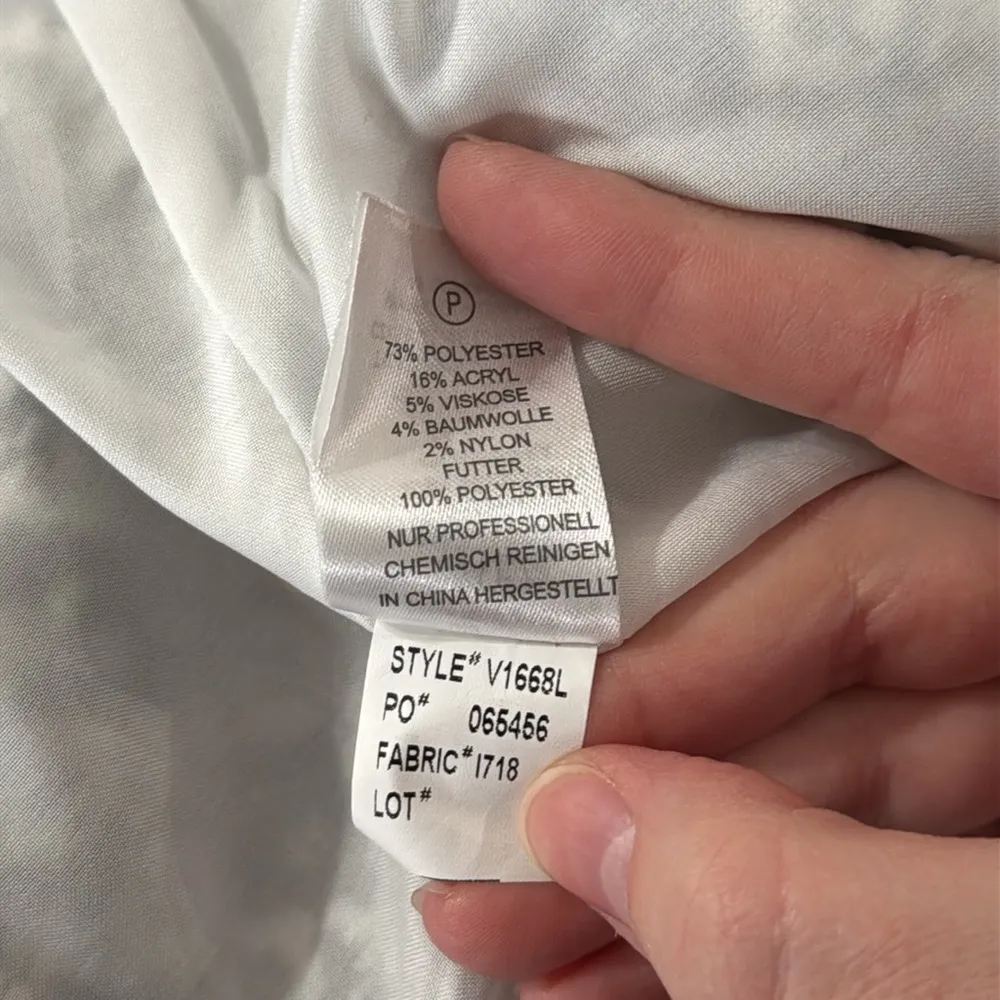 P
73% POLYESTER
16% ACRYL
5% VISKOSE
4% BAUMWOLLE
2% NYLON
FUTTER
100% POLYESTER
NUR PROFESSIONELL
CHEMISCH REINIGEN
IN CHINA HERGESTELLT
STYLE# V1668L
PO# 065456
FABRIC# I718
LOT#